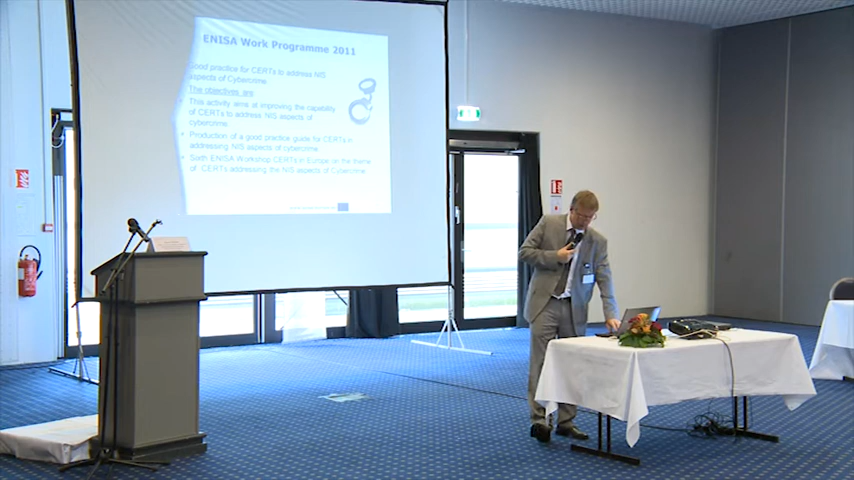 ENISA Work Programme 2011
ood practice for CERTs to address NIS
aspects of Cybercrime
The objectives are
• This activity aims at improving the capability
of CERTs to address NIS aspects of
cybercrime.
• Production of a good practice guide for CERTs in
addressing NIS aspects of cybercrime
• Sixth ENISA Workshop CERTs in Europe on the theme
of CERTs addressing the NIS aspects of Cybercrime